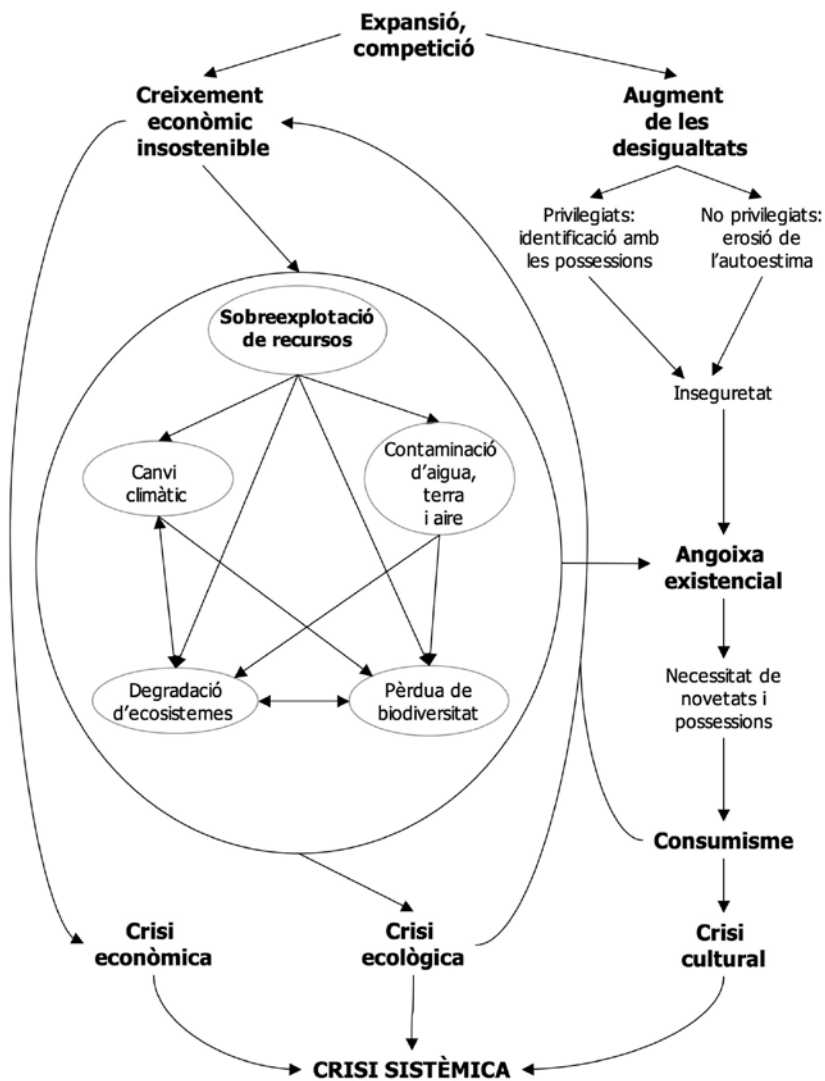 Expansió,
competició
Creixement
econòmic
insostenible
Augment
de les
desigualtats
Privilegiats:
identificació amb
les possessions
No privilegiats:
erosió de
l'autoestima
Sobreexplotació
de recursos
Inseguretat
Canvi
climàtic
Contaminació
d'aigua,
terra
i aire
Angoixa
existencial
Degradació
d'ecosistemes
Pèrdua de
biodiversitat
Necessitat de
novetats i
possessions
Consumisme
Crisi
econòmica
Crisi
ecològica
Crisi
cultural
CRISI SISTÈMICA